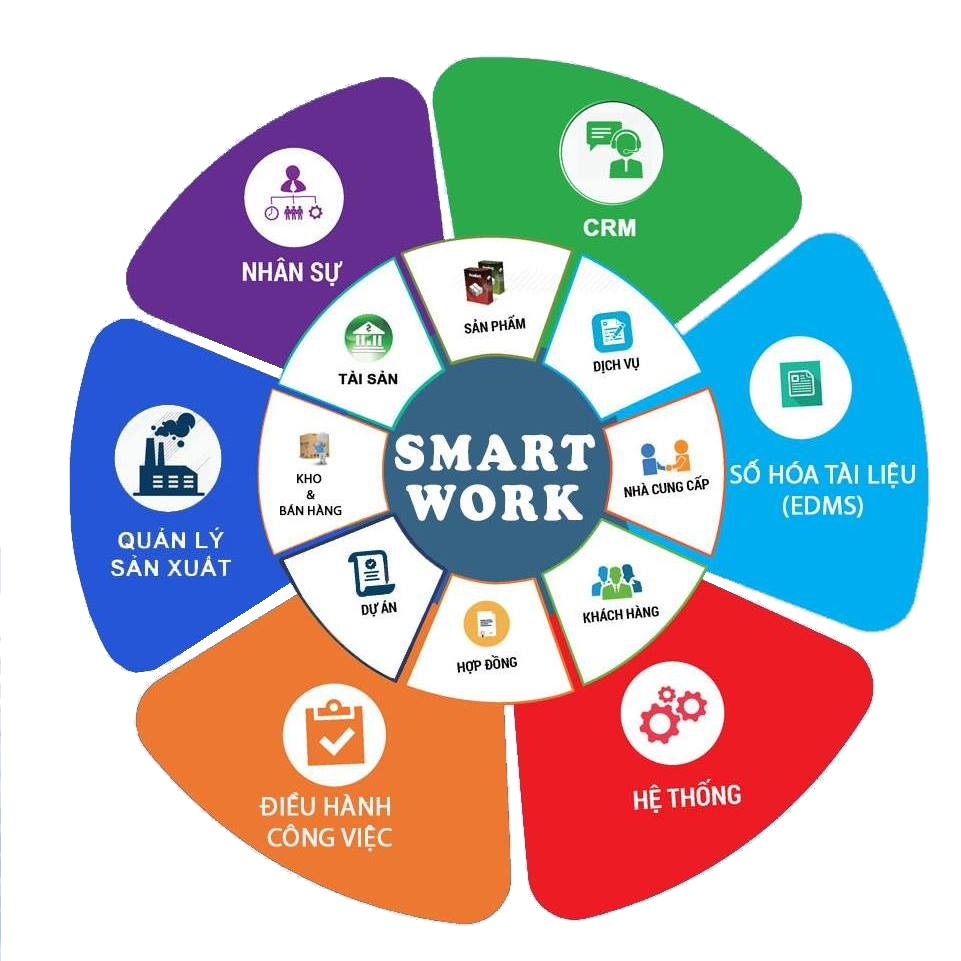 CRM
NHÂN SỰ
SẢN PHẨM
DỊCH VỤ
TÀI SẢN
SMART
WORK
SỐ HÓA TÀI LIỆU
(EDMS)
NHÀ CUNG CẤP
KHO
&
BÁN HÀNG
QUẢN LÝ
SẢN XUẤT
DỰ ÁN
KHÁCH HÀNG
HỢP ĐỒNG
HỆ THỐNG
ĐIỀU HÀNH
CÔNG VIỆC